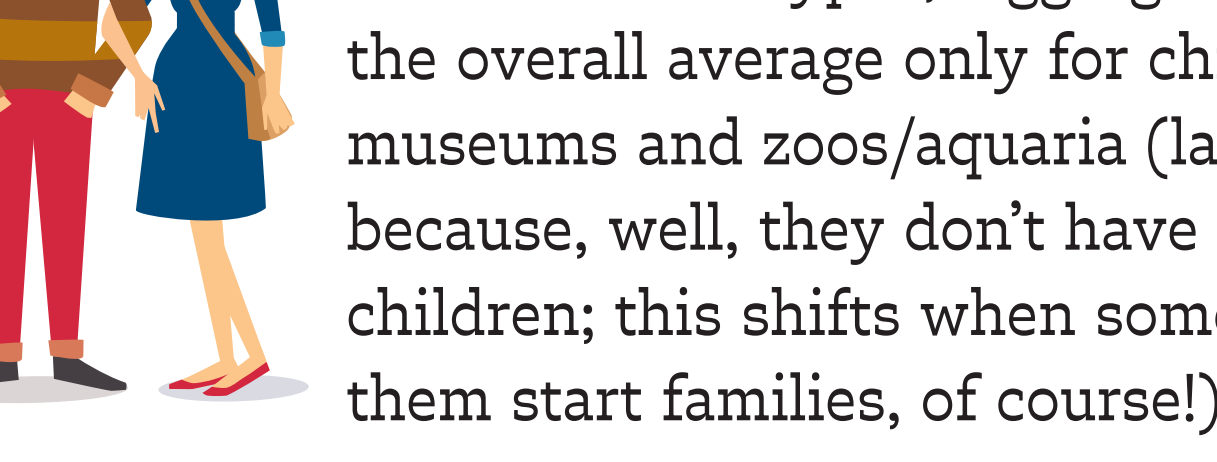 the overall average only for ch
museums and zoos/aquaria (la
because, well, they don’t have
children; this shifts when som
them start families, of course!)